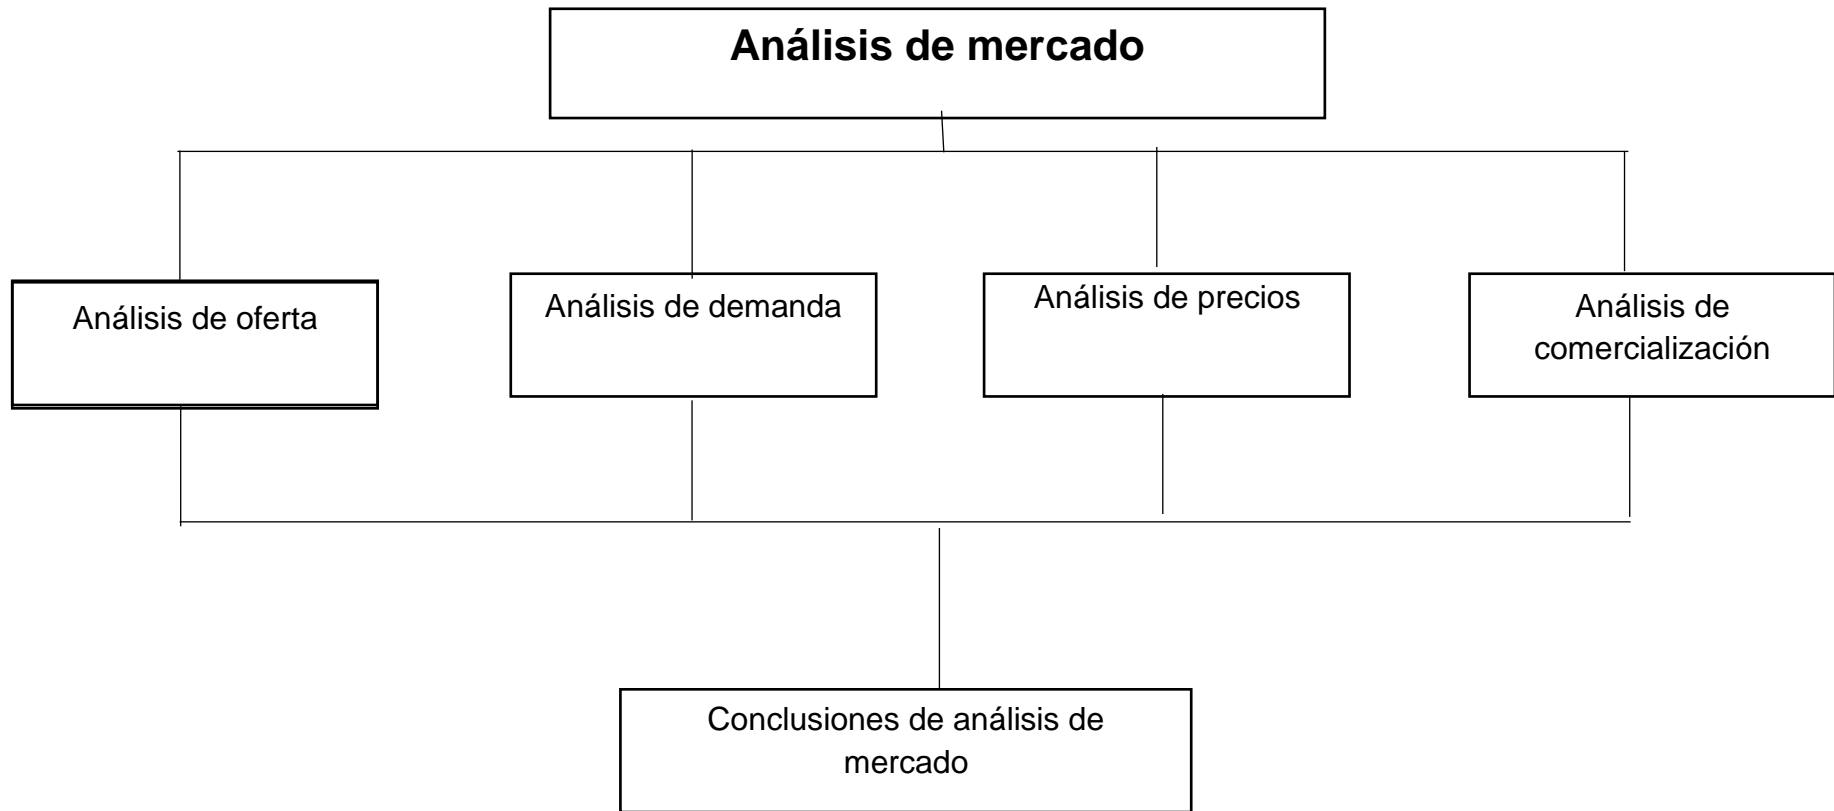 Análisis de mercado
Análisis de oferta
Análisis de demanda
Análisis de precios
Análisis de
comercialización
Conclusiones de análisis de
mercado